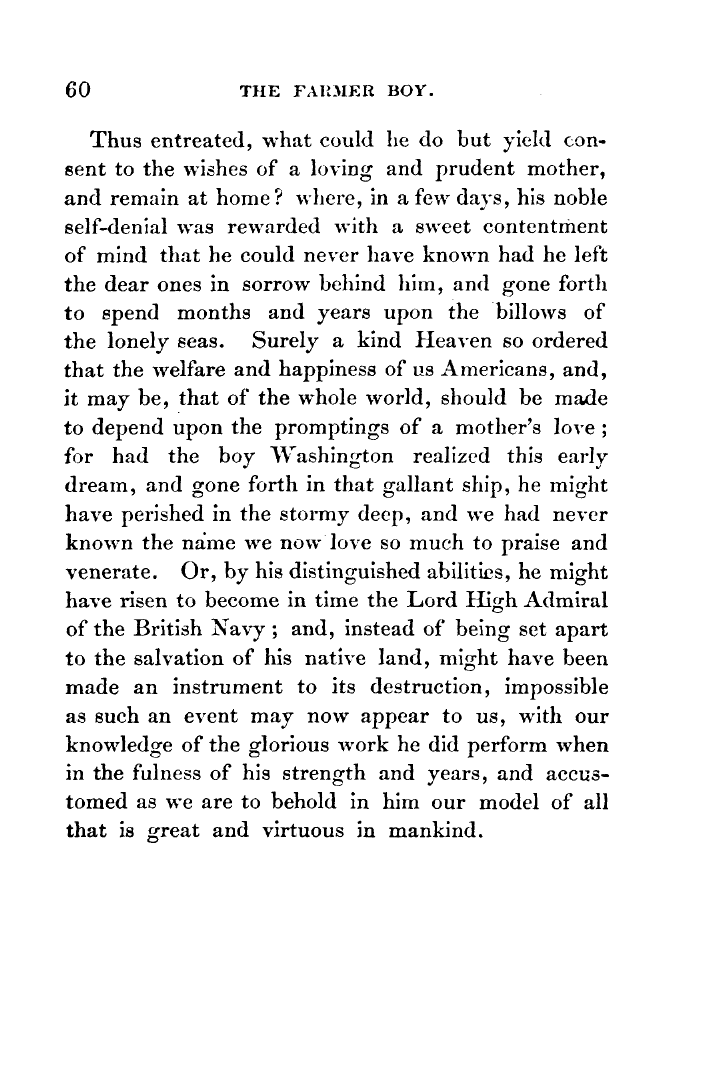 60 THE FARMER BOY.
Thus entreated, what could he do but yield con-
sent to the wishes of a loving and prudent mother,
and remain at home? where, in a few days, his noble
self-denial was rewarded with a sweet contentment
of mind that he could never have known had he left
the dear ones in sorrow behind him, and gone forth
to spend months and years upon the billows of
the lonely seas. Surely a kind Heaven so ordered
that the welfare and happiness of us Americans, and,
it may be, that of the whole world, should be made
to depend upon the promptings of a mother's love;
for had the boy Washington realized this early
dream, and gone forth in that gallant ship, he might
have perished in the stormy deep, and we had never
known the name we now love so much to praise and
venerate. Or, by his distinguished abilities, he might
have risen to become in time the Lord High Admiral
of the British Navy; and, instead of being set apart
to the salvation of his native land, might have been
made an instrument to its destruction, impossible
as such an event may now appear to us, with our
knowledge of the glorious work he did perform when
in the fulness of his strength and years, and accus-
tomed as we are to behold in him our model of all
that is great and virtuous in mankind.